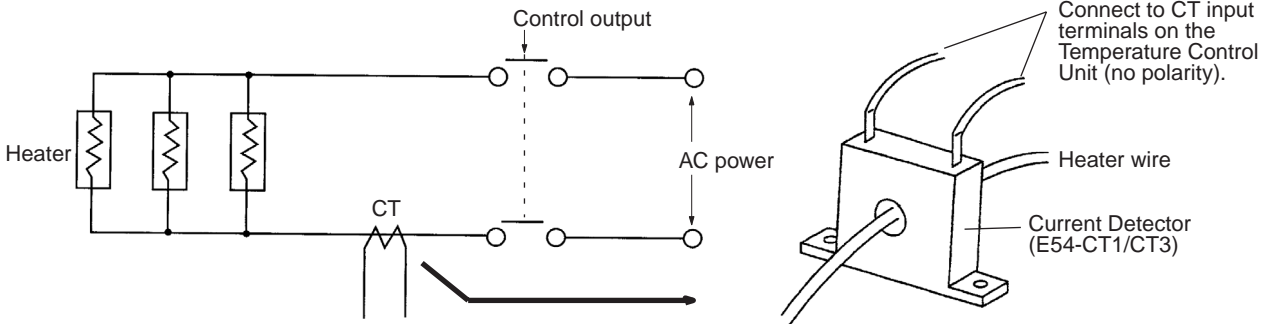 Control output
Heater
CT
AC power
Connect to CT input
terminals on the
Temperature Control
Unit (no polarity).
Heater wire
Current Detector
(E54-CT1/CT3)